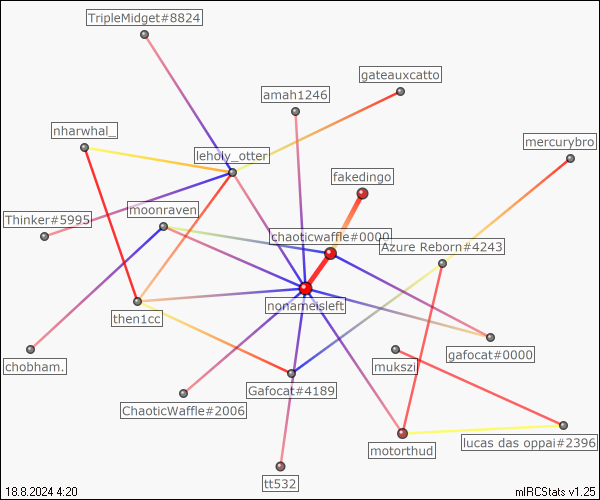 TripleMidget#8824
gateauxcatto
amah1246
nharwhal_
mercurybro
leholy_otter
fakedingo
moonraven
Thinker#5995
chaoticwaffle#0000
Azure Reborn#4243
nonameisleft
then1cc
gafocat#0000
chobham.
mukszi
Gafocat#4189
ChaoticWaffle#2006
lucas das oppai#2396
motorthud
tt532
18.8.2024 4:20
mIRCStats v1.25